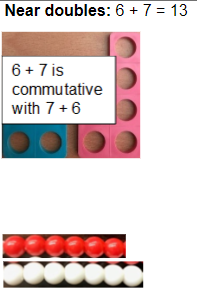 Near doubles: 6 + 7 = 13
6 + 7 is
commutative
with 7 + 6